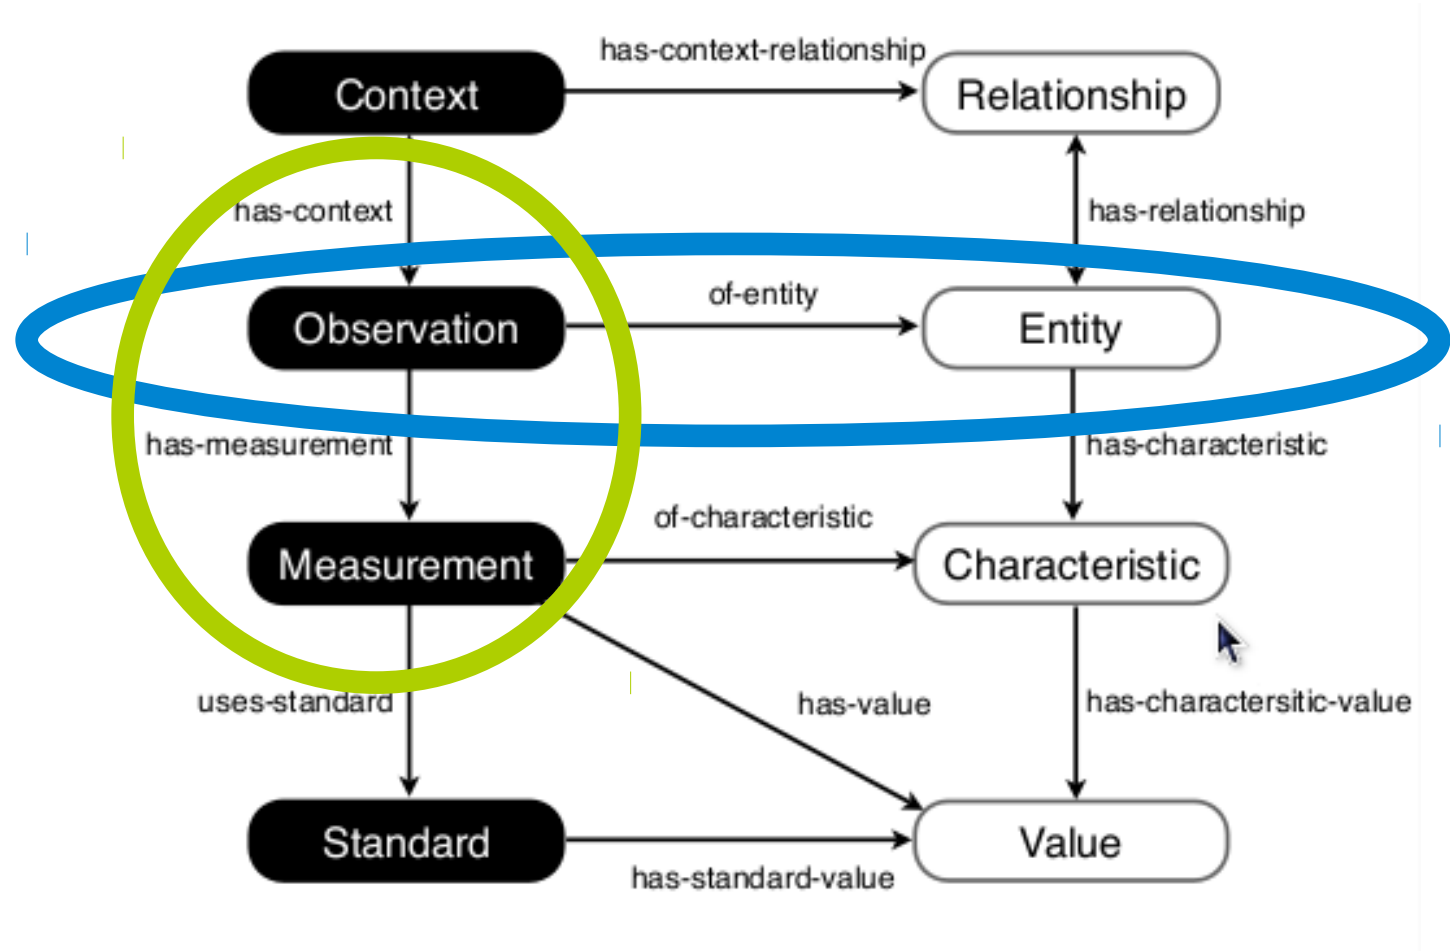 has-context-relationship
Context
Relationship
has-context
has-relationship
of-entity
Observation
Entity
has-measurement
has-characteristic
of-characteristic
Measurement
Characteristic
uses-standard
has-value
has-charactersitic-value
Standard
Value
has-standard-value